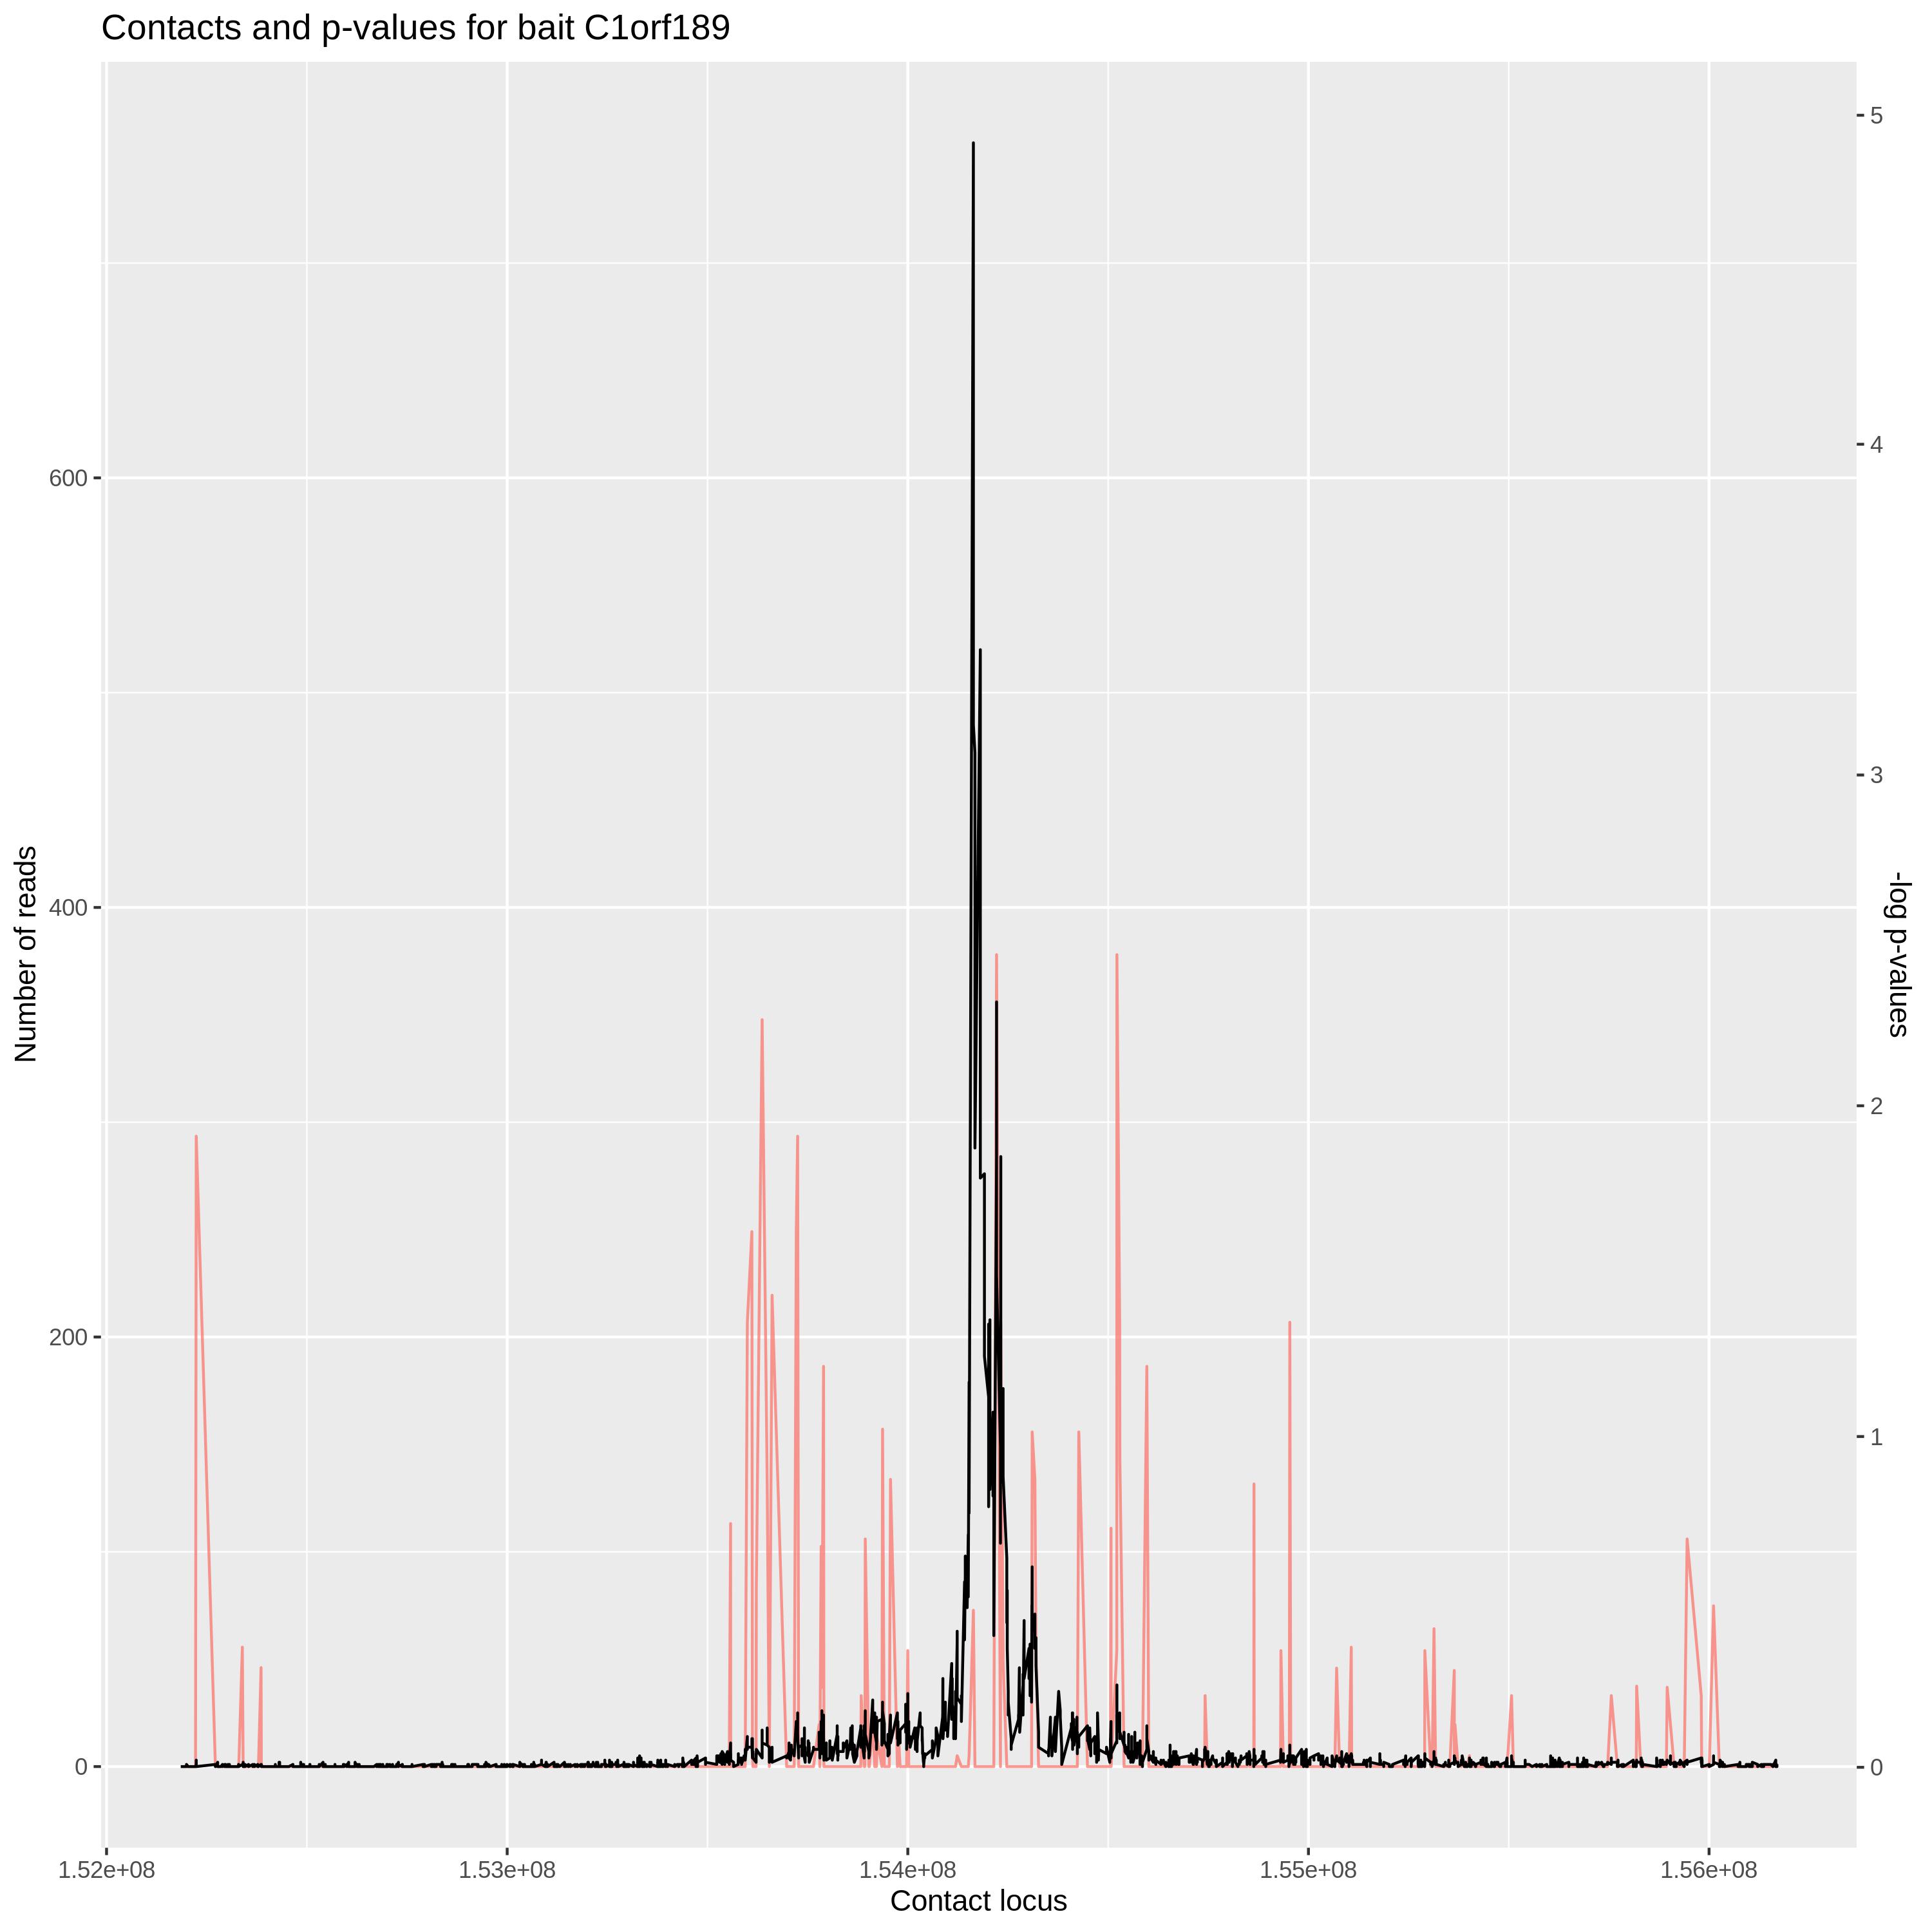 Contacts and p-values for bait C1orf189
5
4
600
3
Number of reads
400
-log p-values
2
200
1
0
0
1.52e+08
1.53e+08
1.54e+08
1.55e+08
1.56e+08
Contact locus